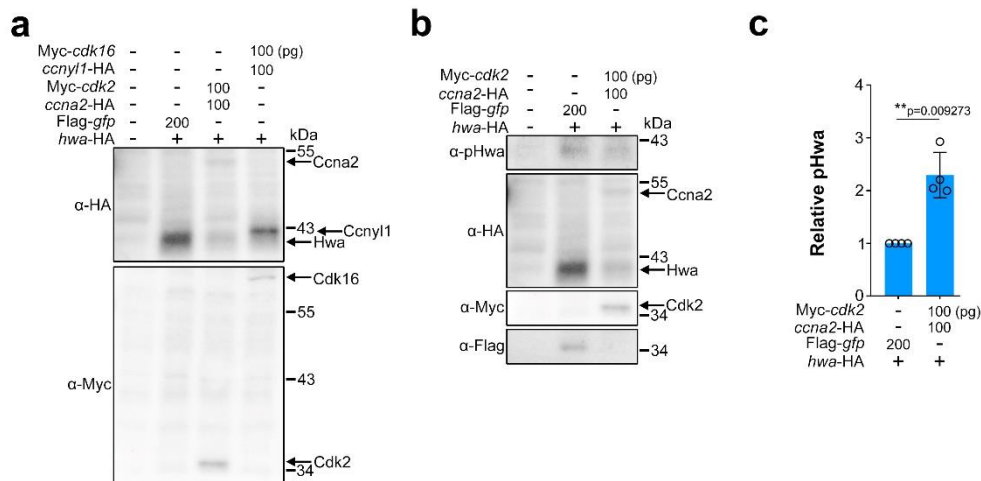 a
Myc-cdk16 - - - 100 (pg)
ccnyl1-HA - - - 100
Myc-cdk2 - - 100 -
ccna2-HA - - 100 -
Flag-gfp - 200 - -
hwa-HA - + + + kDa
55
Ccna2
α-HA
43
Ccnyl1
Hwa
Cdk16
55
α-Myc
43
Cdk2
34
b
Myc-cdk2 - - 100 (pg)
ccna2-HA - - 100
Flag-gfp - 200 -
hwa-HA - + + kDa
α-pHwa
43
55
Ccna2
α-HA
43
Hwa
α-Myc
Cdk2
34
α-Flag
34
c
**p=0.009273
Relative pHwa
4
3
2
1
0
Myc-cdk2 - 100 (pg)
ccna2-HA - 100
Flag-gfp 200 -
hwa-HA + +